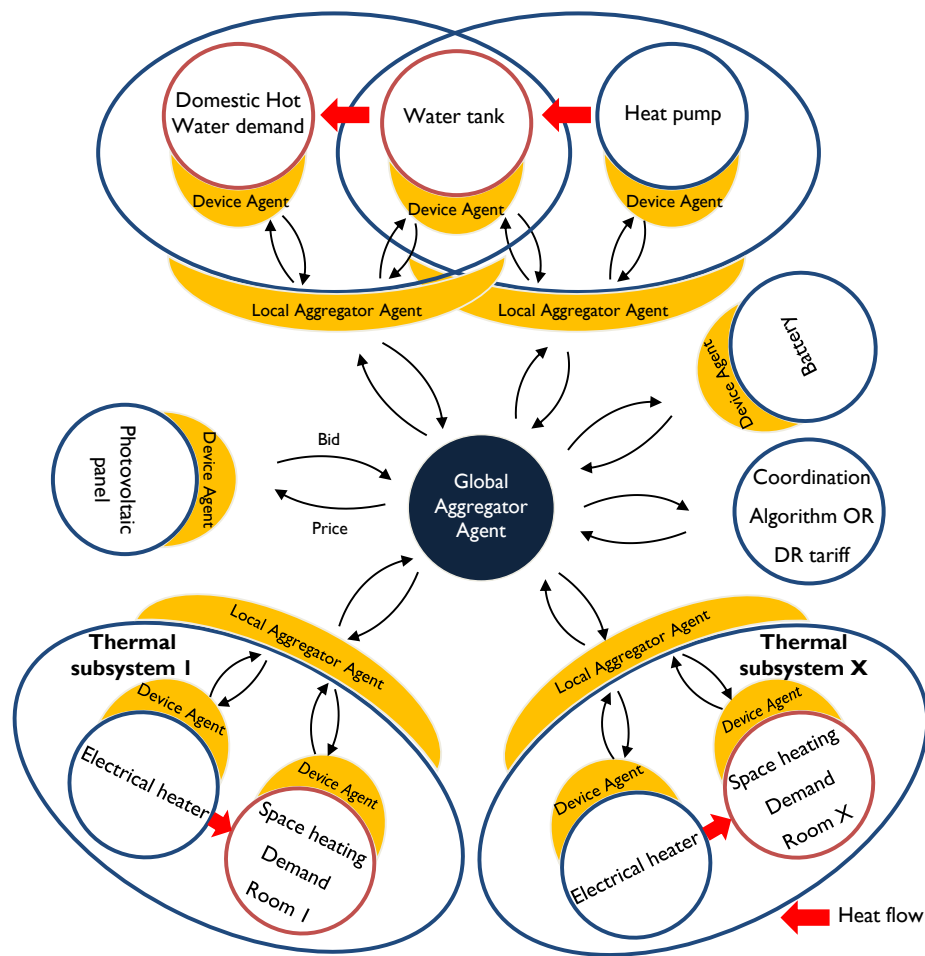 Domestic Hot
Water demand
Water tank
Heat pump
Device Agent
Device Agent
Device Agent
Local Aggregator Agent
Local Aggregator Agent
Battery
Device Agent
Photovoltaic
panel
Device Agent
Bid
Price
Global
Aggregator
Agent
Coordination
Algorithm OR
DR tariff
Local Aggregator Agent
Thermal
subsystem 1
Device Agent
Electrical heater
Device Agent
Space heating
Demand
Room 1
Local Aggregator Agent
Thermal
subsystem X
Device Agent
Space heating
Demand
Room X
Device Agent
Electrical heater
Heat flow